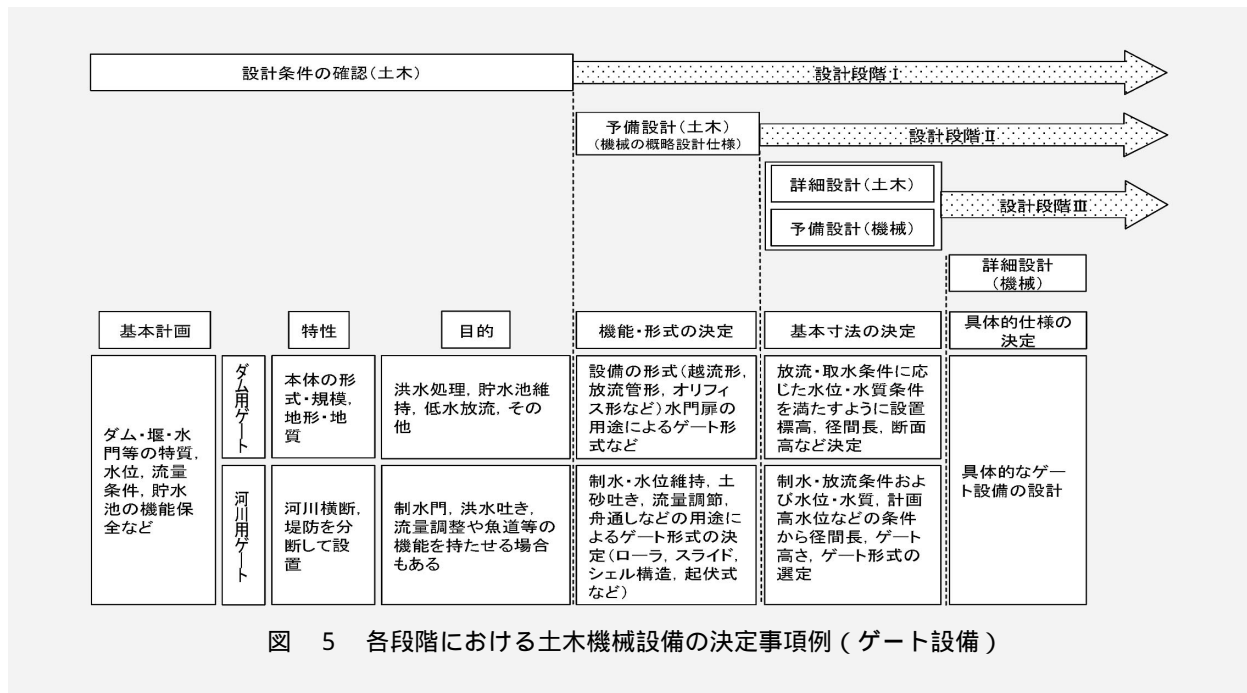 設計条件の確認(土木)
設計段階Ⅰ
予備設計(土木)
(機械の概略設計仕様)
設計段階Ⅱ
詳細設計(土木)
予備設計(機械)
設計段階Ⅲ
詳細設計
(機械)
基本計画
特性
目的
機能・形式の決定
基本寸法の決定
具体的仕様の
決定
ダム・堰・水
門等の特質,
水位, 流量
条件, 貯水
池の機能保
全など
ダム用ゲート
本体の形
式・規模,
地形・地
質
洪水処理, 貯水池維
持, 低水放流, その
他
設備の形式(越流形,
放流管形, オリフィ
ス形など)水門扉の
用途によるゲート形
式など
放流・取水条件に応
じた水位・水質条件
を満たすように設置
標高, 径間長, 断面
高など決定
河川用ゲート
河川横断,
堤防を分
断して設
置
制水門, 洪水吐き,
流量調整や魚道等の
機能を持たせる場合
もある
制水・水位維持, 土
砂吐き, 流量調節,
舟通しなどの用途に
よるゲート形式の決
定(ローラ, スライド,
シェル構造, 起伏式
など)
制水・放流条件およ
び水位・水質, 計画
高水位などの条件
から径間長, ゲート
高さ, ゲート形式の
選定
具体的なゲー
ト設備の設計
図 5 各段階における土木機械設備の決定事項例(ゲート設備)